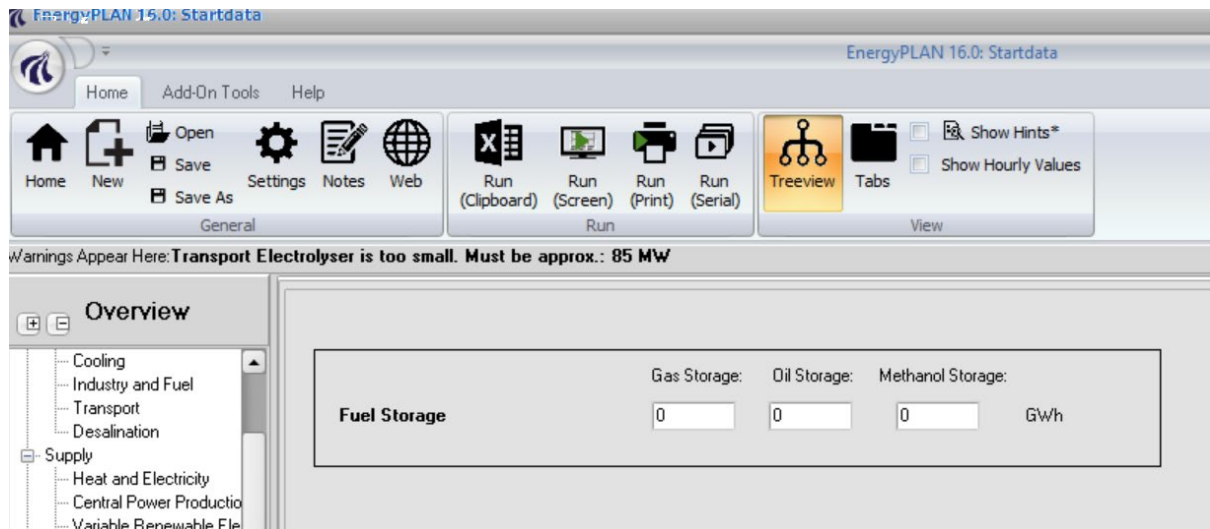 EnergyPLAN 16.0: Startdata
EnergyPLAN 16.0: Startdata
Home Add-On Tools Help
Home
New
Open
Save
Save As
Settings
Notes
Web
General
Run
(Clipboard)
Run
(Screen)
Run
(Print)
Run
(Serial)
Run
Treeview
Tabs
Show Hints*
Show Hourly Values
View
Warnings Appear Here: Transport Electrolyser is too small. Must be approx.: 85 MW
Overview
Cooling
Industry and Fuel
Transport
Desalination
Supply
Heat and Electricity
Central Power Productio
Variable Renewable Ele
Gas Storage: Oil Storage: Methanol Storage:
Fuel Storage 0 0 0 GWh